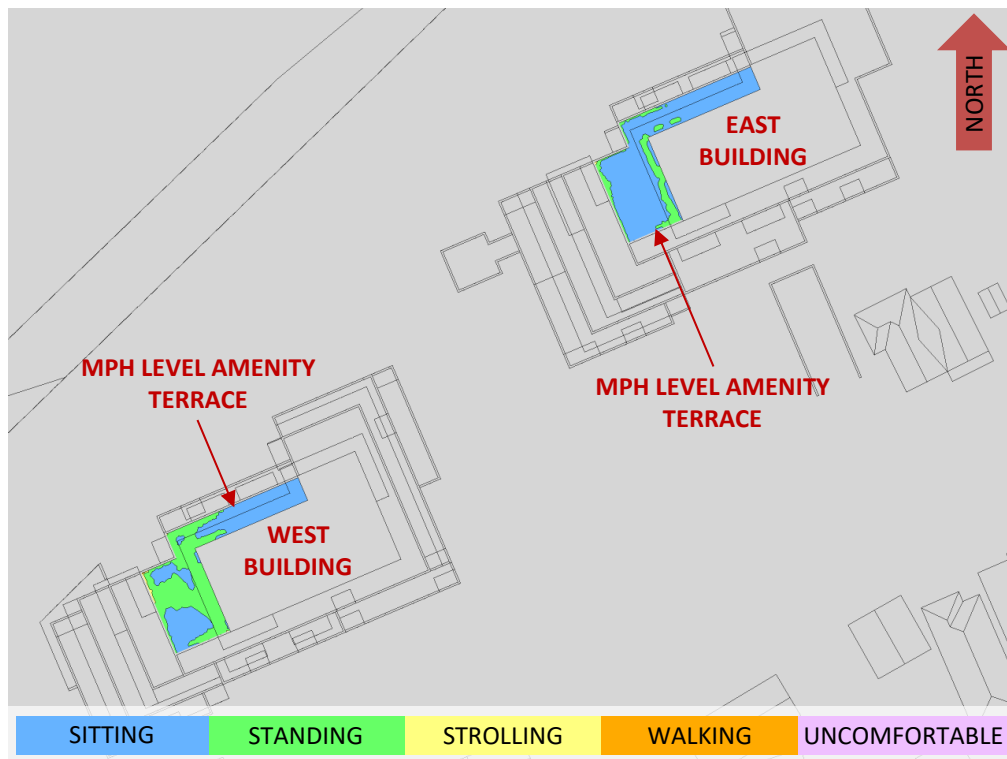 NORTH
EAST
BUILDING
MPH LEVEL AMENITY
TERRACE
MPH LEVEL AMENITY
TERRACE
WEST
BUILDING
SITTING
STANDING
STROLLING
WALKING
UNCOMFORTABLE